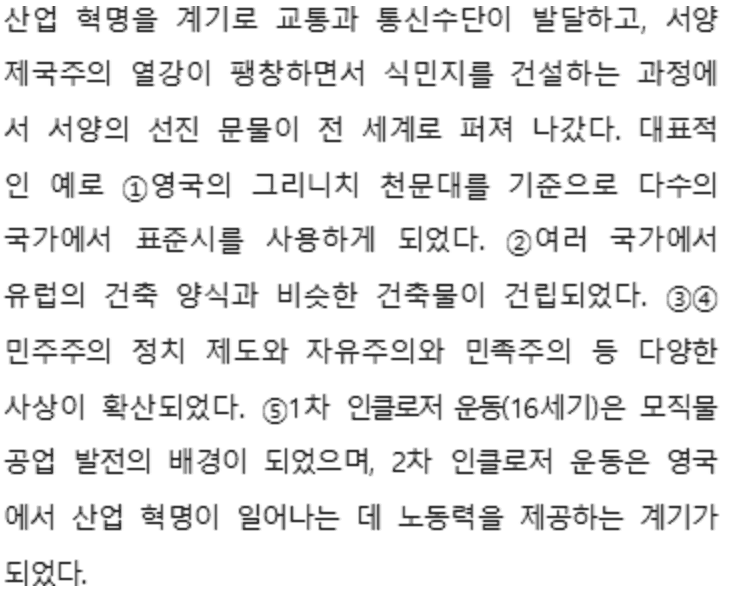 산업 혁명을 계기로 교통과 통신수단이 발달하고, 서양
제국주의 열강이 팽창하면서 식민지를 건설하는 과정에
서 서양의 선진 문물이 전 세계로 퍼져 나갔다. 대표적
인 예로 ①영국의 그리니치 천문대를 기준으로 다수의
국가에서 표준시를 사용하게 되었다. ②여러 국가에서
유럽의 건축 양식과 비슷한 건축물이 건립되었다. ③④
민주주의 정치 제도와 자유주의와 민족주의 등 다양한
사상이 확산되었다. ⑤1차 인클로저 운동(16세기)은 모직물
공업 발전의 배경이 되었으며, 2차 인클로저 운동은 영국
에서 산업 혁명이 일어나는 데 노동력을 제공하는 계기가
되었다.